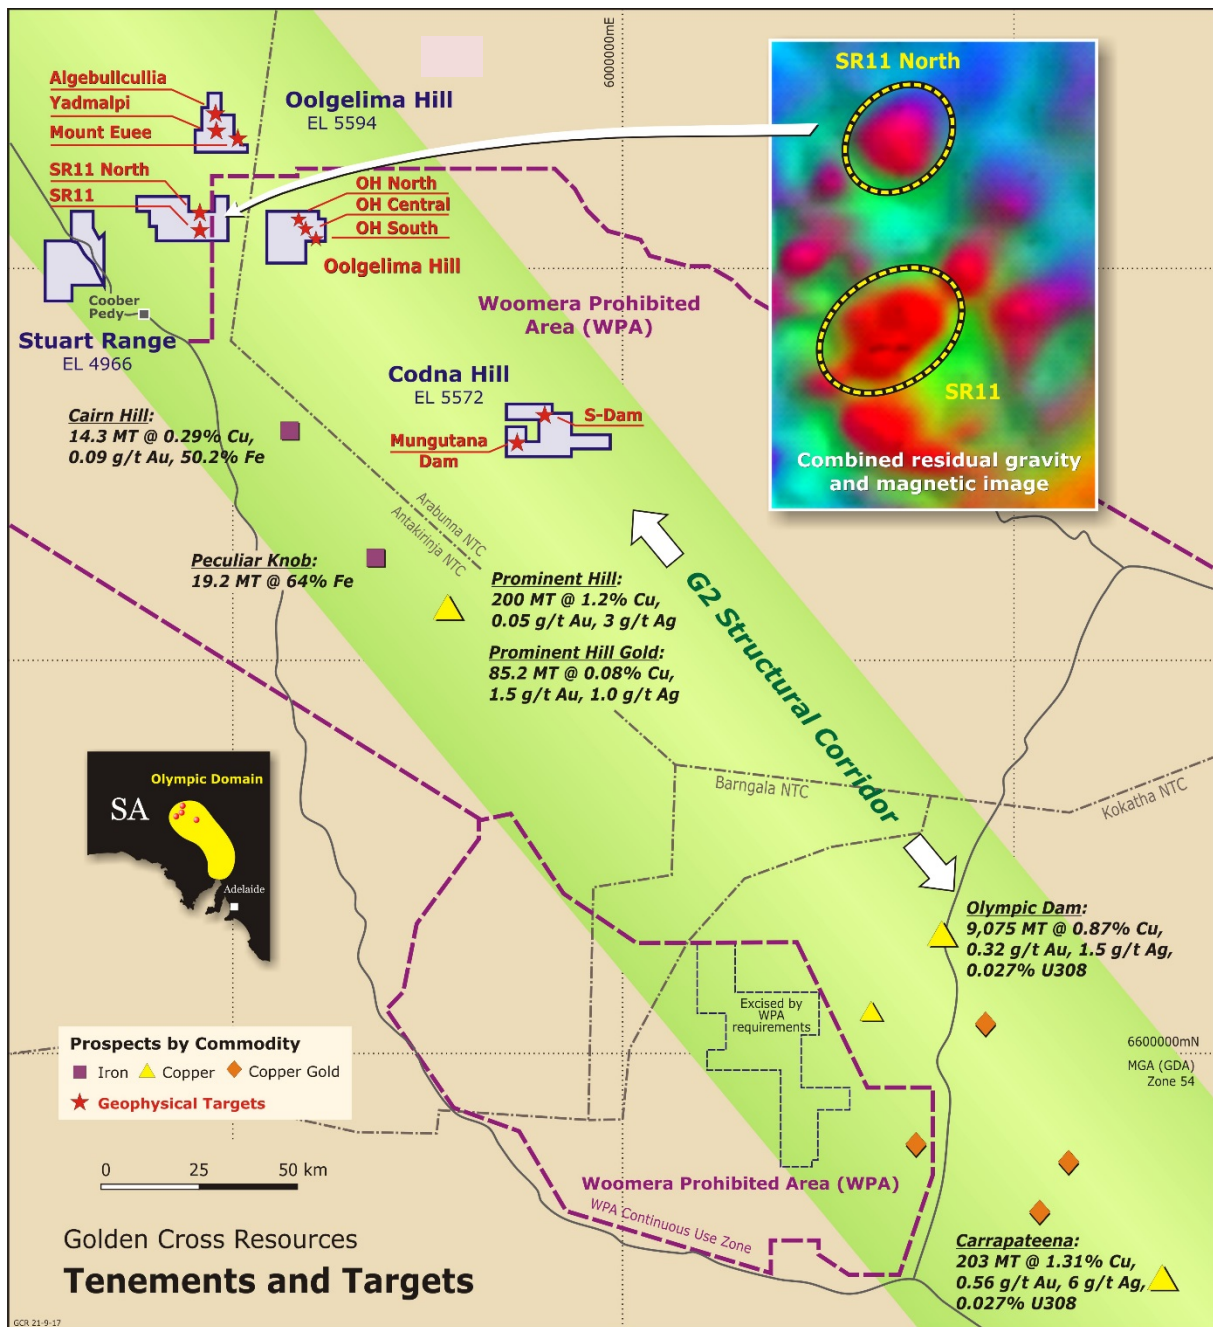 6000000mE
SR11 North
Algebullcullia
Yadmalpi
Mount Euee
Oolgelima Hill
EL 5594
SR11 North
SR11
OH North
OH Central
OH South
Oolgelima Hill
Coober
Pedy
Woomera Prohibited
Area (WPA)
Stuart Range
EL 4966
Codna Hill
EL 5572
SR11
S-Dam
Mungutana
Dam
Combined residual gravity
and magnetic image
Cairn Hill:
14.3 MT @ 0.29% Cu,
0.09 g/t Au, 50.2% Fe
Arabunna NTC
Antakirinja NTC
Peculiar Knob:
19.2 MT @ 64% Fe
Prominent Hill:
200 MT @ 1.2% Cu,
0.05 g/t Au, 3 g/t Ag
Prominent Hill Gold:
85.2 MT @ 0.08% Cu,
1.5 g/t Au, 1.0 g/t Ag
G2 Structural Corridor
Barngala NTC
Kokatha NTC
Olympic Domain
SA
Adelaide
Olympic Dam:
9,075 MT @ 0.87% Cu,
0.32 g/t Au, 1.5 g/t Ag,
0.027% U308
Excised by
WPA
requirements
6600000mN
MGA (GDA)
Zone 54
Prospects by Commodity
Iron Copper Copper Gold
Geophysical Targets
0 25 50 km
Woomera Prohibited Area (WPA)
WPA Continuous Use Zone
Carrapateena:
203 MT @ 1.31% Cu,
0.56 g/t Au, 6 g/t Ag,
0.027% U308
Golden Cross Resources
Tenements and Targets
GCR 21-9-17